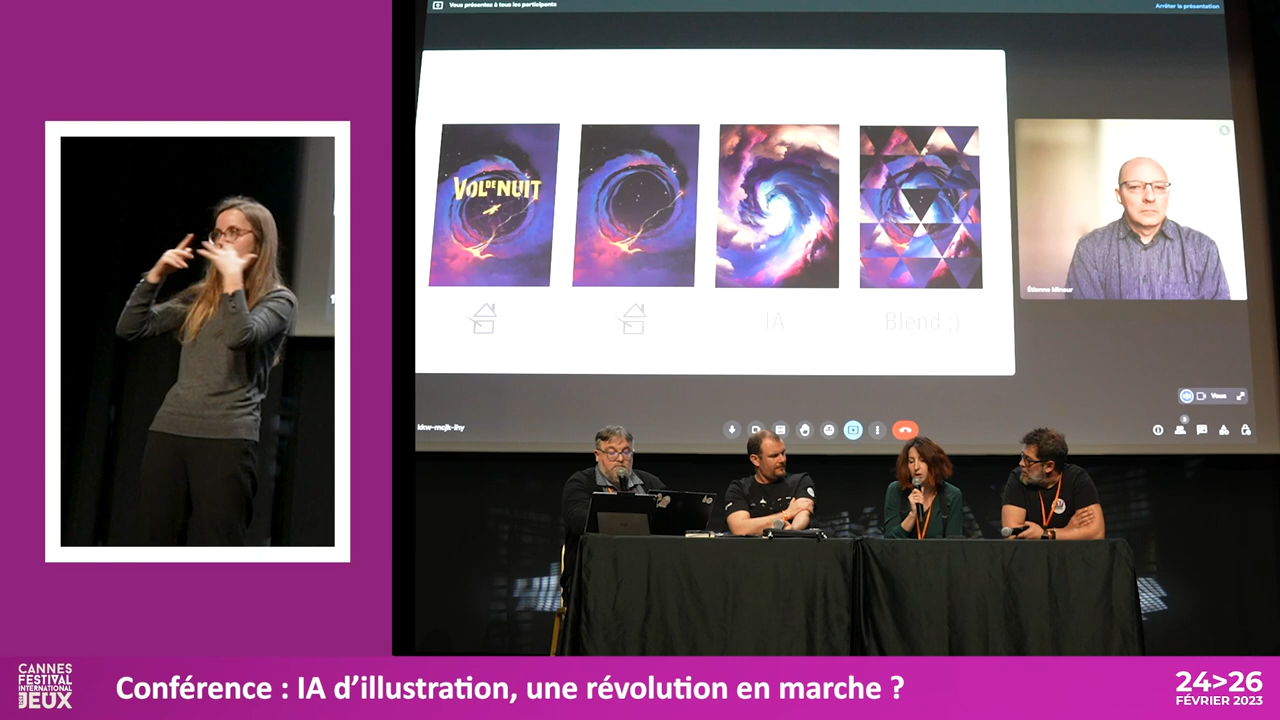 Vous présentez à tous les participants
Arrêter la présentation
VOL DE NUIT
IA
Blend ;)
Étienne Mineur
Vous
CANNES
FESTIVAL
INTERNATIONAL
DES JEUX
Conférence : IA d'illustration, une révolution en marche ?
24>26
FÉVRIER 2023